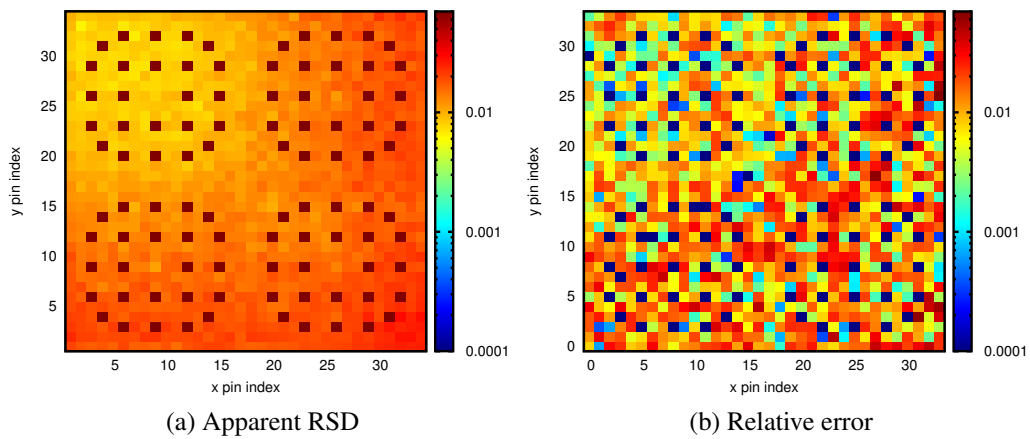 30
25
20
15
10
5
y pin index
5 10 15 20 25 30
x pin index
0.01
0.001
0.0001
(a) Apparent RSD
30
25
20
15
10
5
0
y pin index
0 5 10 15 20 25 30
x pin index
0.01
0.001
0.0001
(b) Relative error